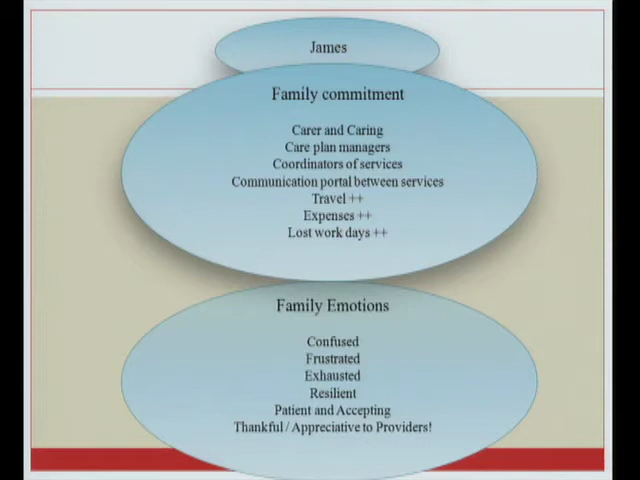 James
Family commitment
Carer and Caring
Care plan managers
Coordinators of services
Communication portal between services
Travel ++
Expenses ++
Lost work days ++
Family Emotions
Confused
Frustrated
Exhausted
Resilient
Patient and Accepting
Thankful / Appreciative to Providers!